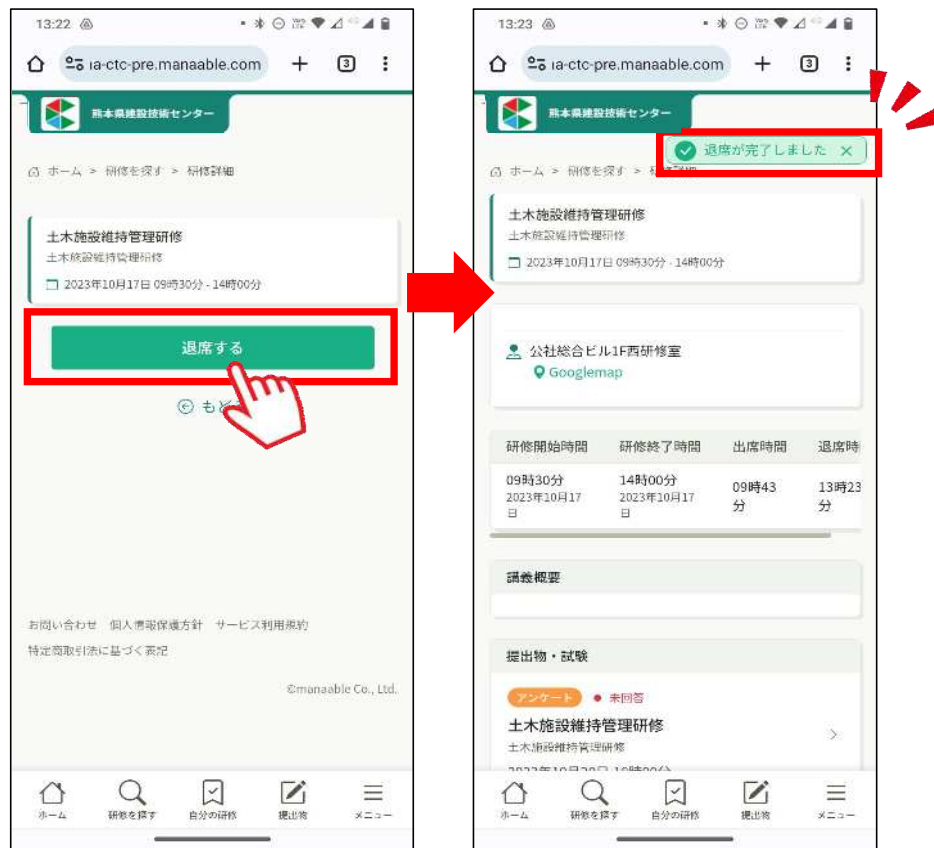 13:22
ia-ctc-pre.manaable.com
3
熊本県建設技術センター
ホーム > 研修を探す > 研修詳細
土木施設維持管理研修
土木施設維持管理研修
2023年10月17日 09時30分 - 14時00分
退席する
お問い合わせ 個人情報保護方針 サービス利用規約
特定商取引法に基づく表記
©manaable Co., Ltd.
ホーム 研修を探す 自分の研修 提出物 メニュー
13:23
ia-ctc-pre.manaable.com
3
熊本県建設技術センター
退席が完了しました ×
ホーム > 研修を探す >
土木施設維持管理研修
土木施設維持管理研修
2023年10月17日 09時30分 - 14時00分
公社総合ビル1F西研修室
Googlemap
研修開始時間 研修終了時間 出席時間 退席時
09時30分 14時00分 09時43 13時23
2023年10月17 2023年10月17 分 分
日 日
講義概要
提出物・試験
アンケート ● 未回答
土木施設維持管理研修
土木施設維持管理研修
ホーム 研修を探す 自分の研修 提出物 メニュー